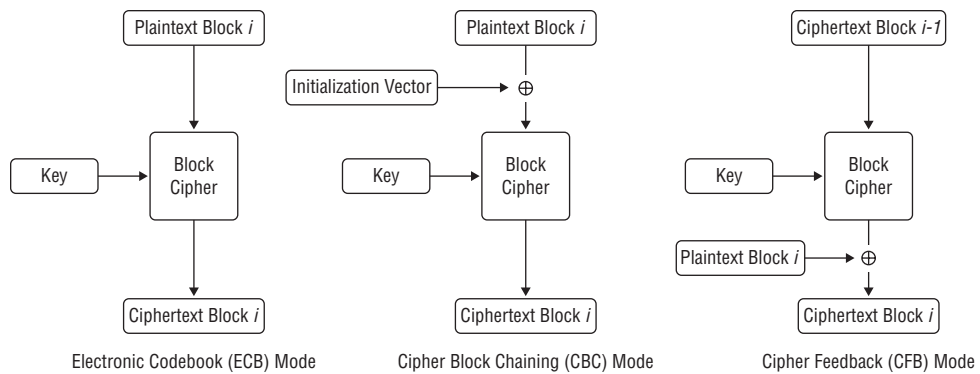 Plaintext Block i
Plaintext Block i
Ciphertext Block i-1
Initialization Vector
Key
Block
Cipher
Key
Block
Cipher
Key
Block
Cipher
Plaintext Block i
Ciphertext Block i
Ciphertext Block i
Ciphertext Block i
Electronic Codebook (ECB) Mode
Cipher Block Chaining (CBC) Mode
Cipher Feedback (CFB) Mode